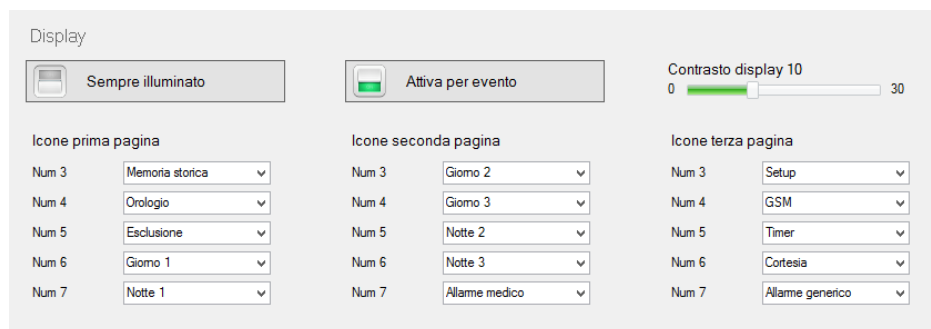 Display
Sempre illuminato
Attiva per evento
Contrasto display 10
0 30
Icone prima pagina
Num 3 Memoria storica
Num 4 Orologio
Num 5 Esclusione
Num 6 Giorno 1
Num 7 Notte 1
Icone seconda pagina
Num 3 Giorno 2
Num 4 Giorno 3
Num 5 Notte 2
Num 6 Notte 3
Num 7 Allarme medico
Icone terza pagina
Num 3 Setup
Num 4 GSM
Num 5 Timer
Num 6 Cortesia
Num 7 Allarme generico